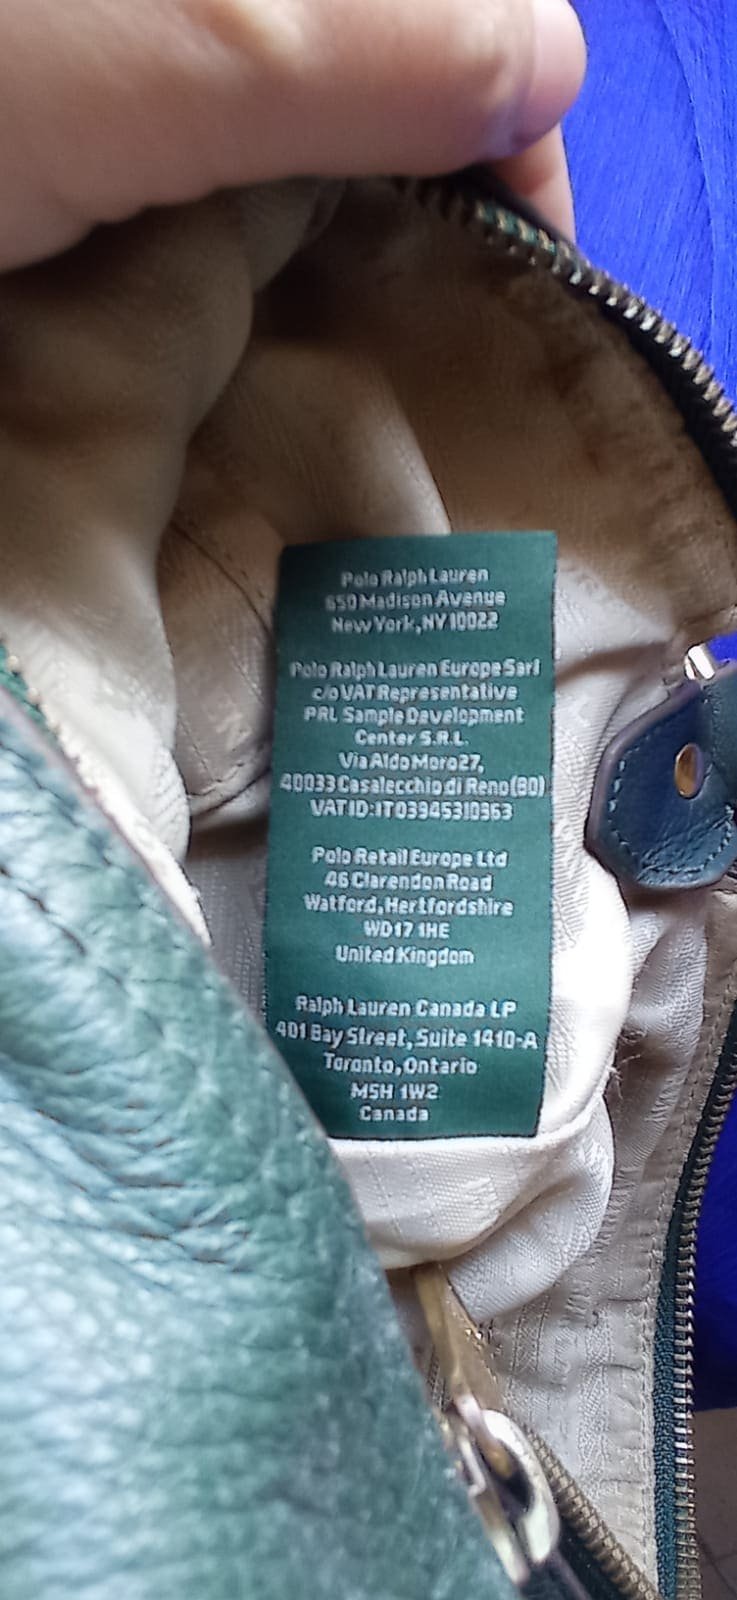 Polo Ralph Lauren
650 Madison Avenue
New York, NY 10022
Polo Ralph Lauren Europe Sarl
c/o VAT Representative
PRL Sample Development
Center S.R.L.
Via Aldo Moro 27,
40033 Casalecchio di Reno (BO)
VAT ID: IT03945310963
Polo Retail Europe Ltd
46 Clarendon Road
Watford, Hertfordshire
WD17 1HE
United Kingdom
Ralph Lauren Canada LP
401 Bay Street, Suite 1410-A
Toronto, Ontario
M5H 1W2
Canada